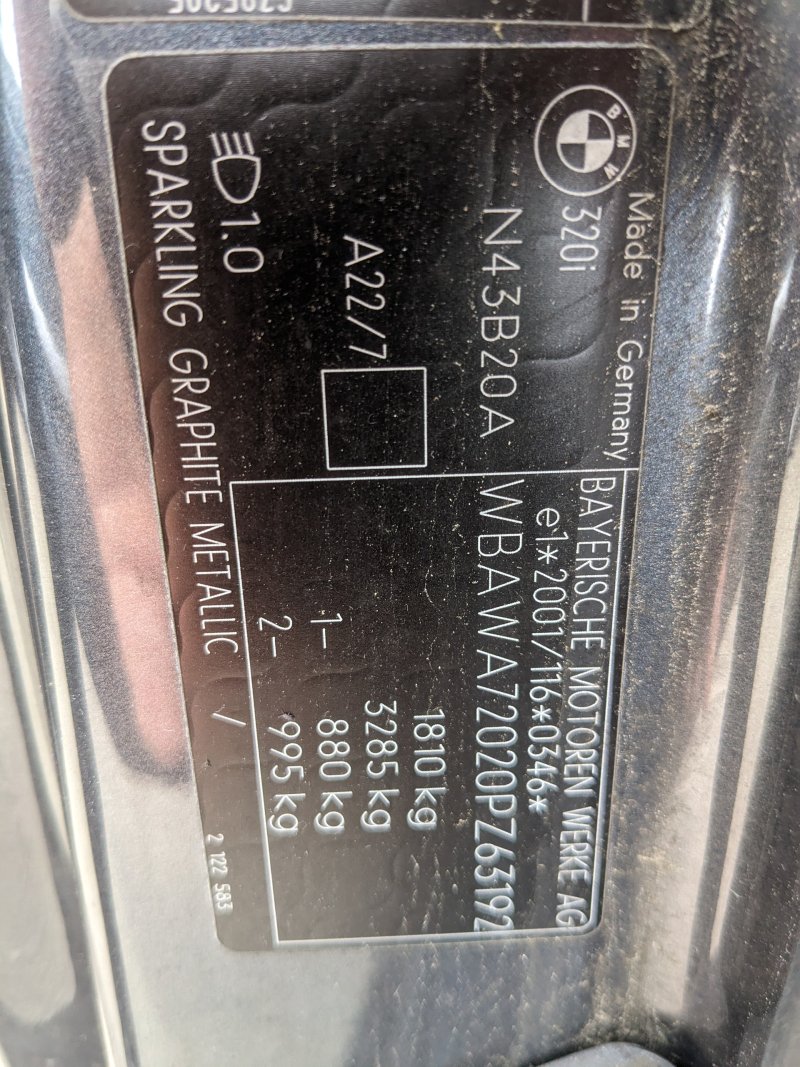 BMW
Made in Germany
320i
N43B20A
A22/7
1.0
SPARKLING GRAPHITE METALLIC /
BAYERISCHE MOTOREN WERKE AG
e1*2001/116*0346*
WBAWA72020PZ63192
1810 kg
3285 kg
1- 880 kg
2- 995 kg
2 122 583